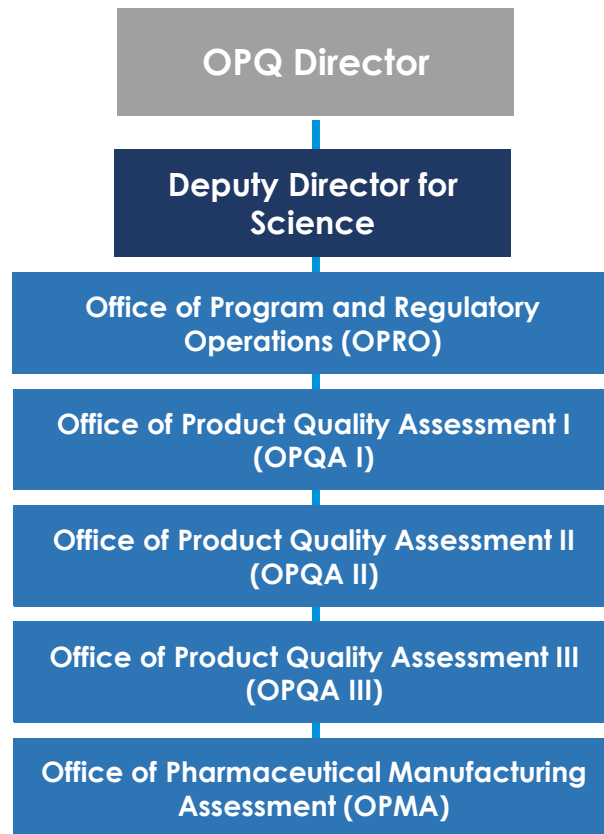 OPQ Director
Deputy Director for
Science
Office of Program and Regulatory
Operations (OPRO)
Office of Product Quality Assessment I
(OPQA I)
Office of Product Quality Assessment II
(OPQA II)
Office of Product Quality Assessment III
(OPQA III)
Office of Pharmaceutical Manufacturing
Assessment (OPMA)